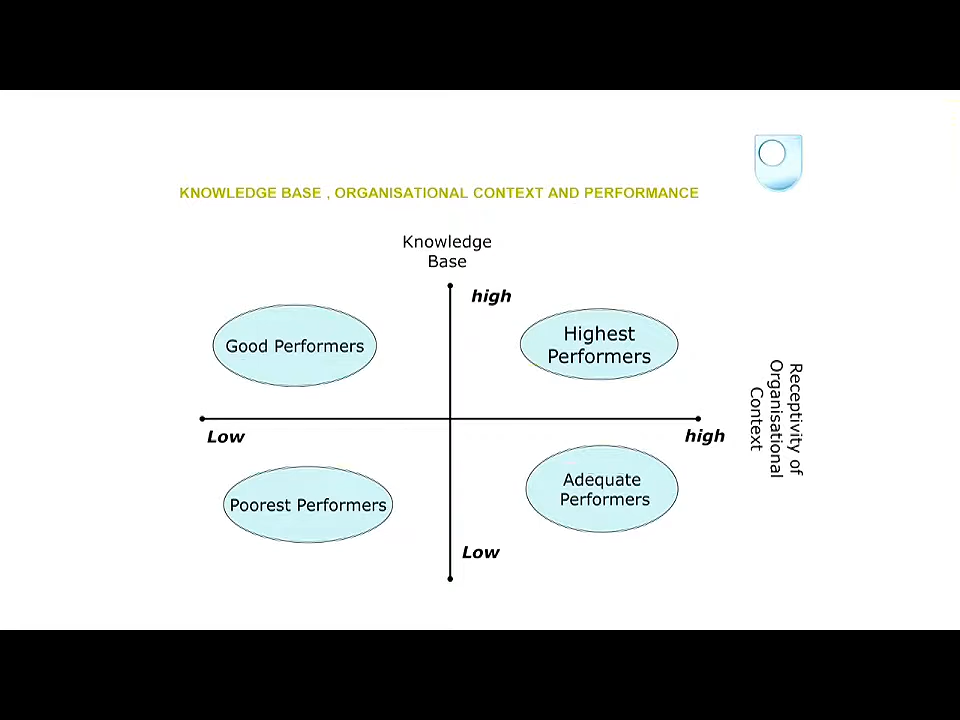 KNOWLEDGE BASE , ORGANISATIONAL CONTEXT AND PERFORMANCE
Knowledge
Base
high
Good Performers
Highest
Performers
Low
high
Receptivity of
Organisational
Context
Poorest Performers
Adequate
Performers
Low